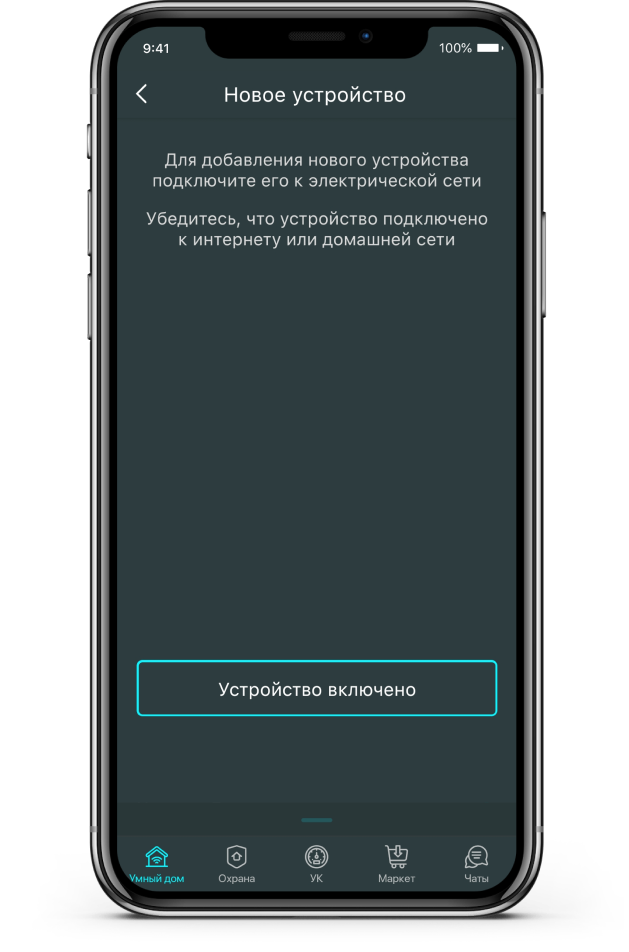 9:41
100%
Новое устройство
Для добавления нового устройства
подключите его к электрической сети
Убедитесь, что устройство подключено
к интернету или домашней сети
Устройство включено
Умный дом
Охрана
УК
Маркет
Чаты